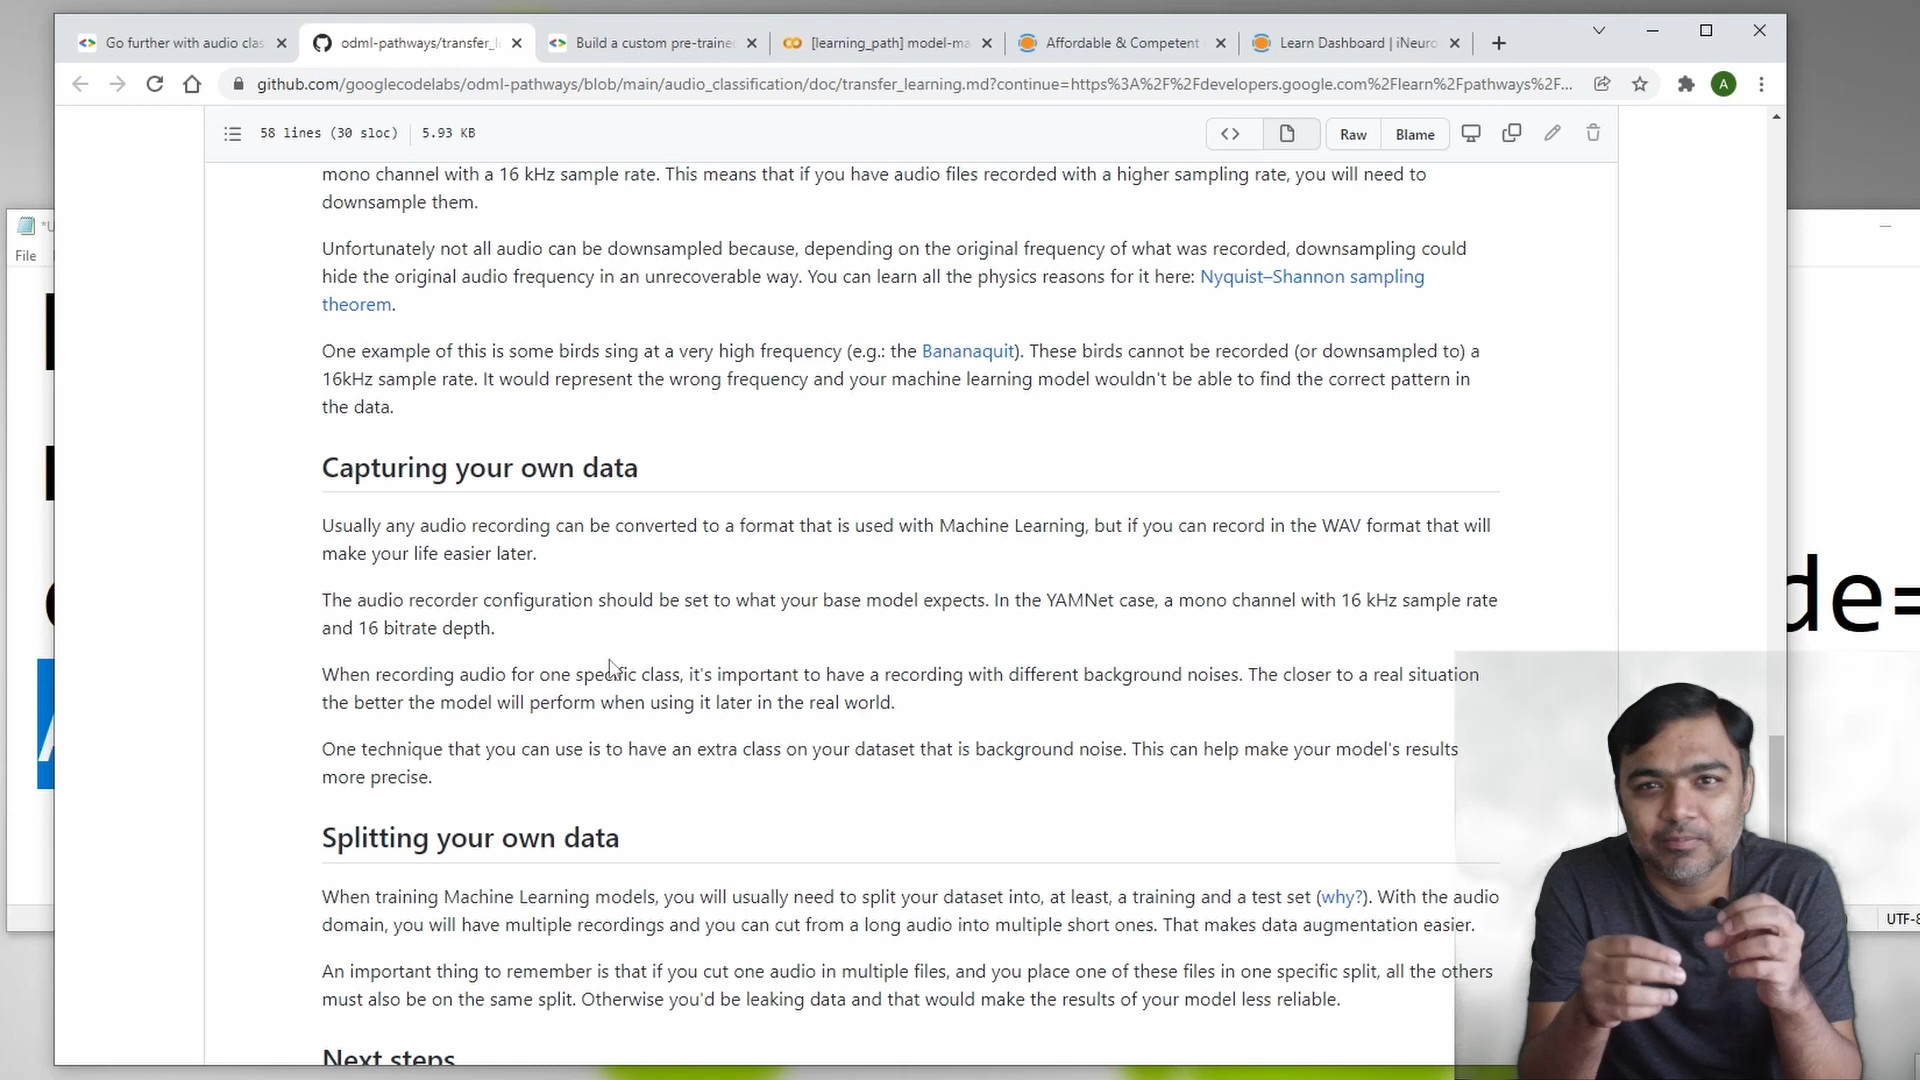 Go further with audio clas
odml-pathways/transfer_l
Build a custom pre-traine
[learning_path] model-ma
Affordable & Competent
Learn Dashboard | iNeuro
github.com/googlecodelabs/odml-pathways/blob/main/audio_classification/doc/transfer_learning.md?continue=https%3A%2F%2Fdevelopers.google.com%2Flearn%2Fpathways%2F...
A
58 lines (30 sloc)
5.93 KB
Raw
Blame
File
mono channel with a 16 kHz sample rate. This means that if you have audio files recorded with a higher sampling rate, you will need to
downsample them.
Unfortunately not all audio can be downsampled because, depending on the original frequency of what was recorded, downsampling could
hide the original audio frequency in an unrecoverable way. You can learn all the physics reasons for it here: Nyquist–Shannon sampling
theorem.
One example of this is some birds sing at a very high frequency (e.g.: the Bananaquit). These birds cannot be recorded (or downsampled to) a
16kHz sample rate. It would represent the wrong frequency and your machine learning model wouldn't be able to find the correct pattern in
the data.
Capturing your own data
Usually any audio recording can be converted to a format that is used with Machine Learning, but if you can record in the WAV format that will
make your life easier later.
The audio recorder configuration should be set to what your base model expects. In the YAMNet case, a mono channel with 16 kHz sample rate
and 16 bitrate depth.
de=
When recording audio for one specific class, it's important to have a recording with different background noises. The closer to a real situation
the better the model will perform when using it later in the real world.
One technique that you can use is to have an extra class on your dataset that is background noise. This can help make your model's results
more precise.
Splitting your own data
When training Machine Learning models, you will usually need to split your dataset into, at least, a training and a test set (why?). With the audio
domain, you will have multiple recordings and you can cut from a long audio into multiple short ones. That makes data augmentation easier.
UTF-8
An important thing to remember is that if you cut one audio in multiple files, and you place one of these files in one specific split, all the others
must also be on the same split. Otherwise you'd be leaking data and that would make the results of your model less reliable.
Next steps